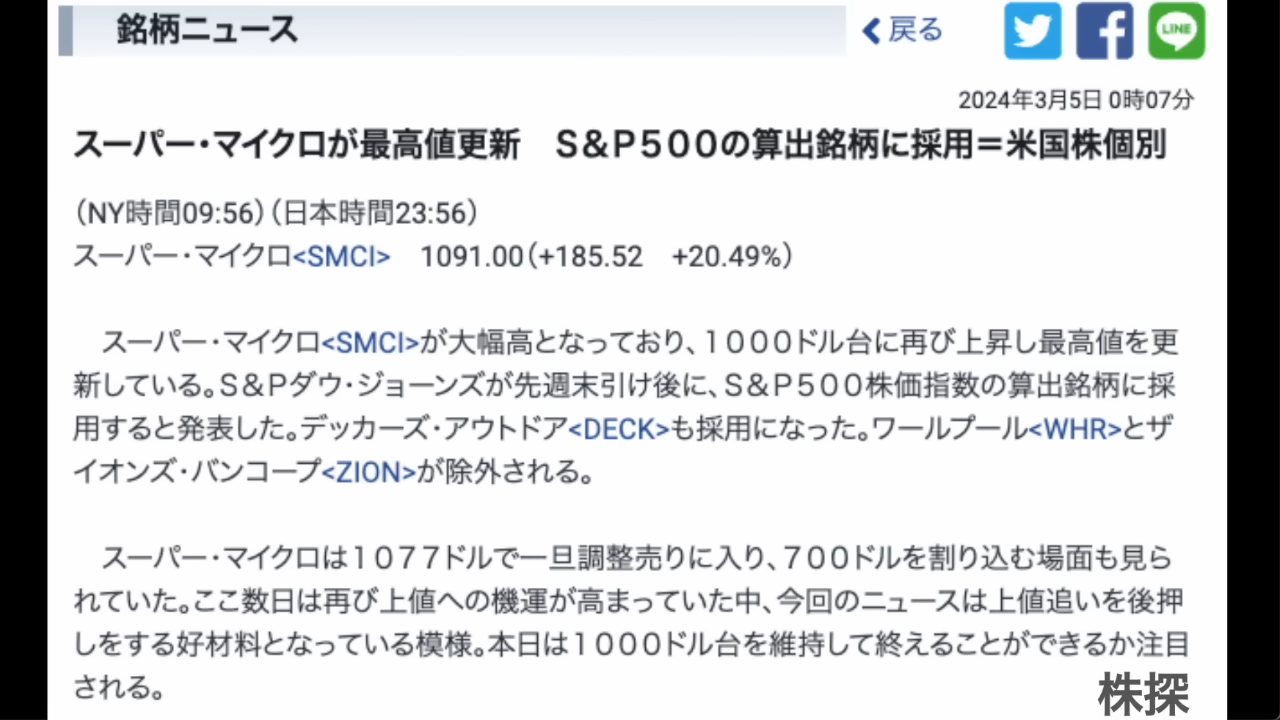 銘柄ニュース
戻る
LINE
2024年3月5日 0時07分
スーパー・マイクロが最高値更新　Ｓ＆Ｐ５００の算出銘柄に採用＝米国株個別
（NY時間09:56）（日本時間23:56）
スーパー・マイクロ<SMCI>　1091.00（+185.52　+20.49%）
スーパー・マイクロ<SMCI>が大幅高となっており、１０００ドル台に再び上昇し最高値を更
新している。Ｓ＆Ｐダウ・ジョーンズが先週末引け後に、Ｓ＆Ｐ５００株価指数の算出銘柄に採
用すると発表した。デッカーズ・アウトドア<DECK>も採用になった。ワールプール<WHR>とザ
イオンズ・バンコープ<ZION>が除外される。
スーパー・マイクロは１０７７ドルで一旦調整売りに入り、７００ドルを割り込む場面も見ら
れていた。ここ数日は再び上値への機運が高まっていた中、今回のニュースは上値追いを後押
しをする好材料となっている模様。本日は１０００ドル台を維持して終えることができるか注目
される。
株探